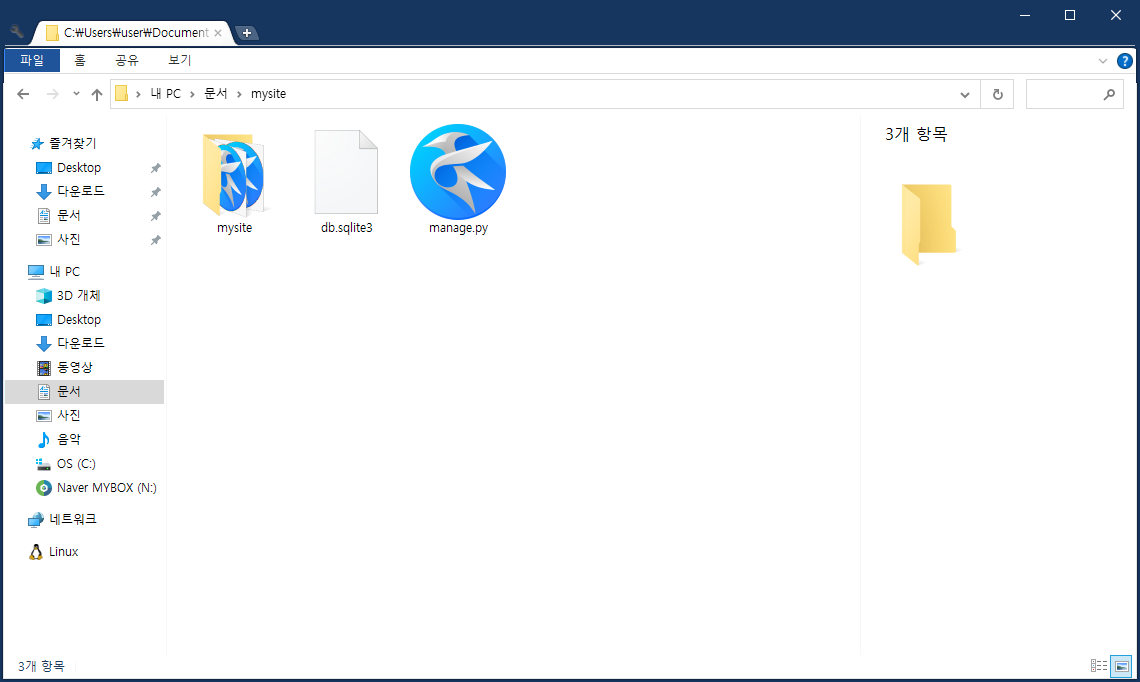 C:₩Users₩user₩Document
파일 홈 공유 보기
내 PC 문서 mysite
즐겨찾기
Desktop
다운로드
문서
사진
내 PC
3D 개체
Desktop
다운로드
동영상
문서
사진
음악
OS (C:)
Naver MYBOX (N:)
네트워크
Linux
mysite
db.sqlite3
manage.py
3개 항목
3개 항목